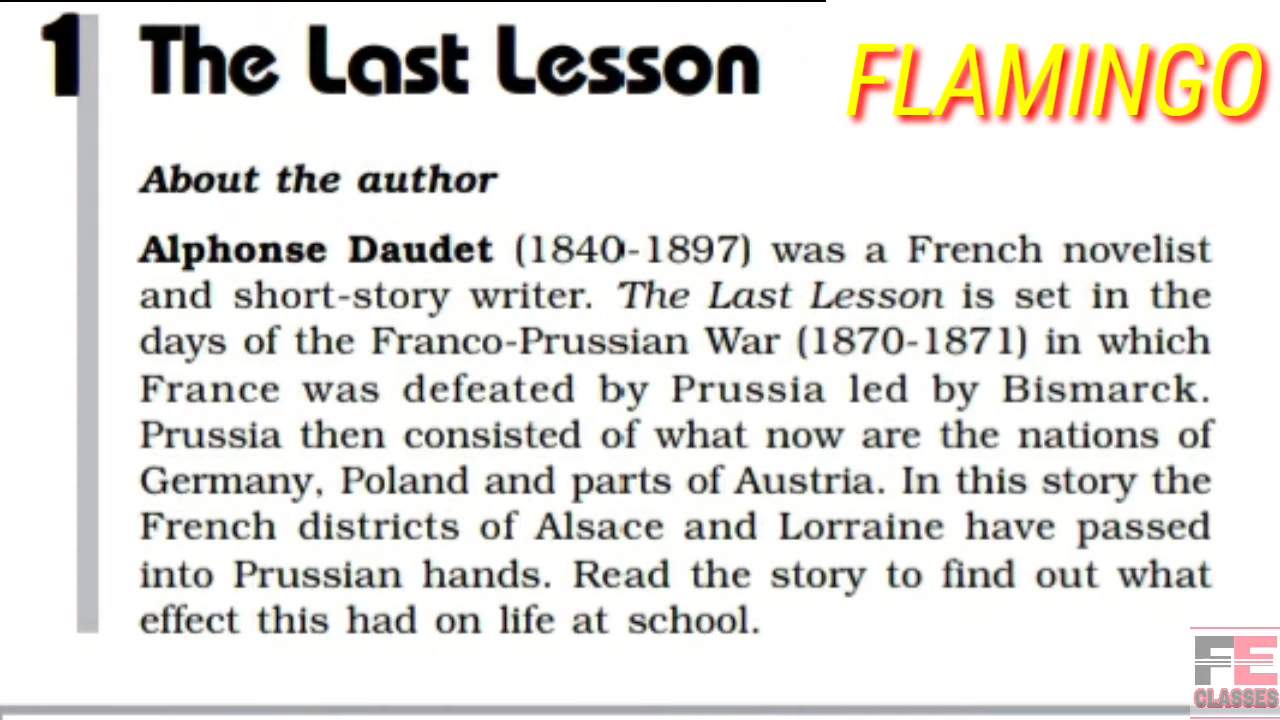 1 The Last Lesson
FLAMINGO
About the author
Alphonse Daudet (1840-1897) was a French novelist
and short-story writer. The Last Lesson is set in the
days of the Franco-Prussian War (1870-1871) in which
France was defeated by Prussia led by Bismarck.
Prussia then consisted of what now are the nations of
Germany, Poland and parts of Austria. In this story the
French districts of Alsace and Lorraine have passed
into Prussian hands. Read the story to find out what
effect this had on life at school.
FE
CLASSES